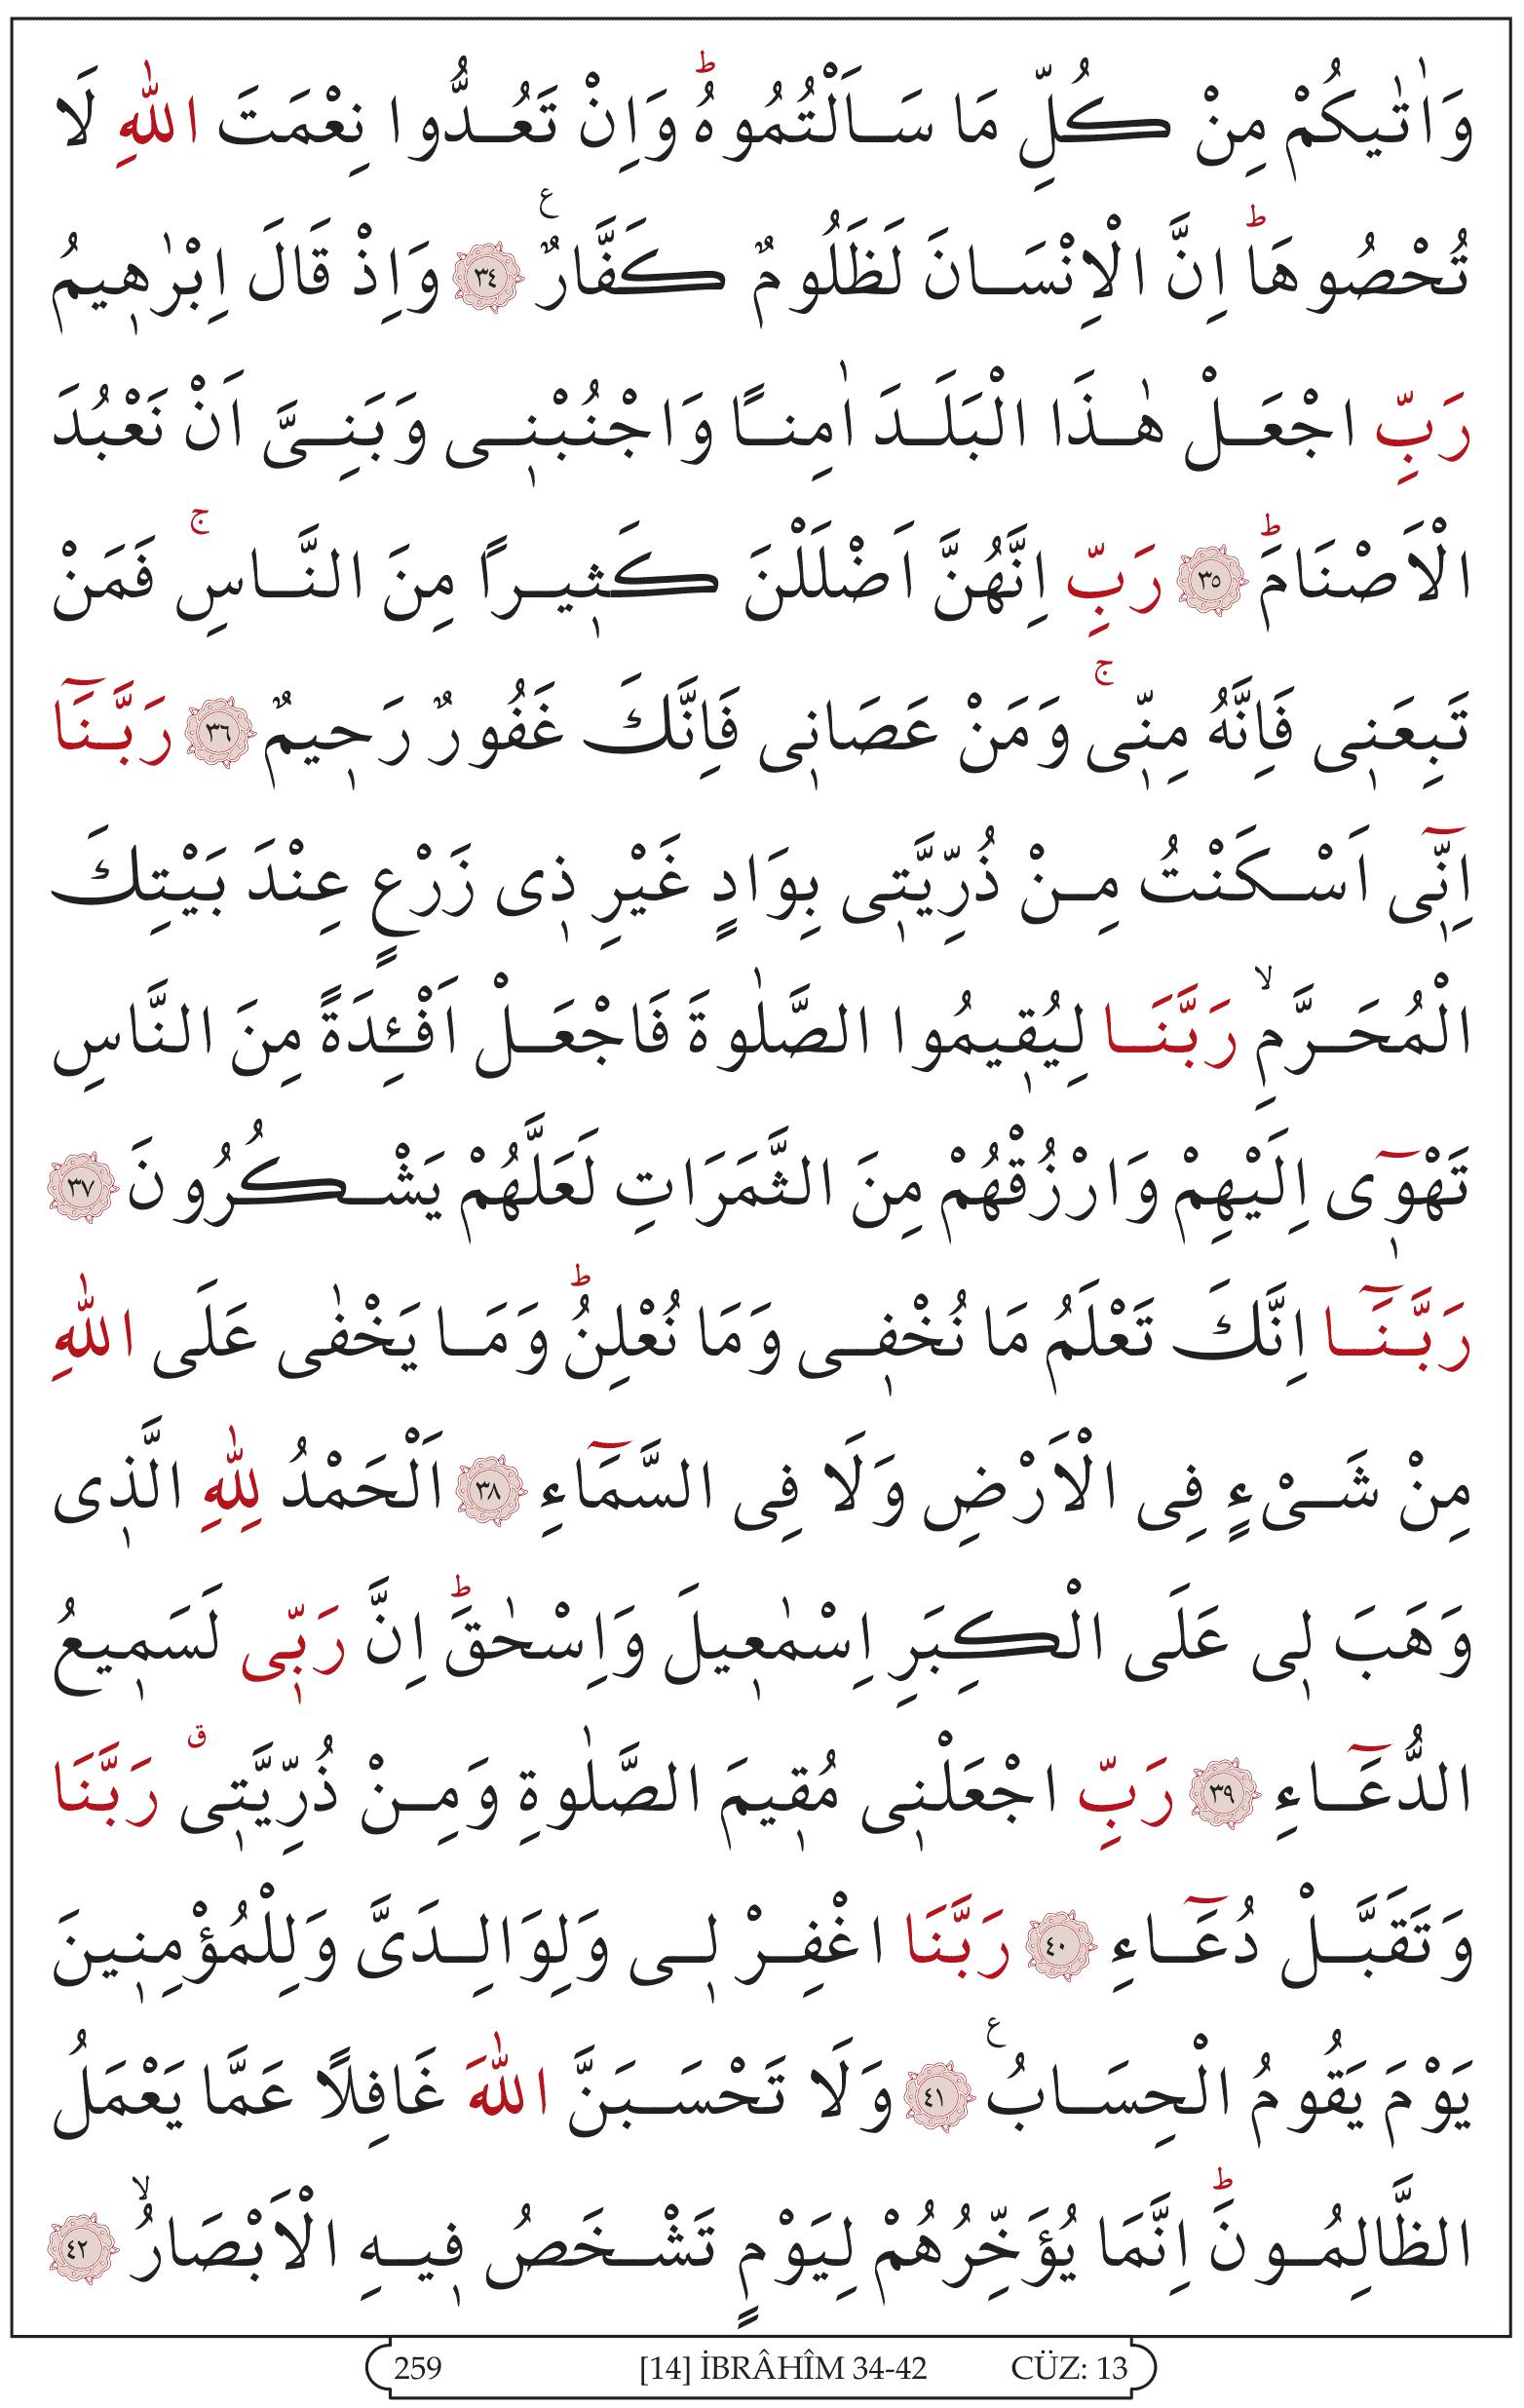 وَاٰتٰيكُمْ مِنْ كُلِّ مَا سَاَلْتُمُوهُۜ وَاِنْ تَعُدُّوا نِعْمَتَ اللّٰهِ لَا
تُحْصُوهَاۜ اِنَّ الْاِنْسَانَ لَظَلُومٌ كَفَّارٌ۟ ﴿٣٤﴾ وَاِذْ قَالَ اِبْرٰه۪يمُ
رَبِّ اجْعَلْ هٰذَا الْبَلَدَ اٰمِنًا وَاجْنُبْن۪ى وَبَنِىَّ اَنْ نَعْبُدَ
الْاَصْنَامَۜ ﴿٣٥﴾ رَبِّ اِنَّهُنَّ اَضْلَلْنَ كَث۪يرًا مِنَ النَّاسِۚ فَمَنْ
تَبِعَن۪ى فَاِنَّهُ مِنّ۪ىۚ وَمَنْ عَصَان۪ى فَاِنَّكَ غَفُورٌ رَح۪يمٌ ﴿٣٦﴾ رَبَّنَٓا
اِنّ۪ٓى اَسْكَنْتُ مِنْ ذُرِّيَّت۪ى بِوَادٍ غَيْرِ ذ۪ى زَرْعٍ عِنْدَ بَيْتِكَ
الْمُحَرَّمِۙ رَبَّنَا لِيُق۪يمُوا الصَّلٰوةَ فَاجْعَلْ اَفْـِٔدَةً مِنَ النَّاسِ
تَهْو۪ٓى اِلَيْهِمْ وَارْزُقْهُمْ مِنَ الثَّمَرَاتِ لَعَلَّهُمْ يَشْكُرُونَ ﴿٣٧﴾
رَبَّنَٓا اِنَّكَ تَعْلَمُ مَا نُخْف۪ى وَمَا نُعْلِنُۜ وَمَا يَخْفٰى عَلَى اللّٰهِ
مِنْ شَىْءٍ فِى الْاَرْضِ وَلَا فِى السَّمَٓاءِ ﴿٣٨﴾ اَلْحَمْدُ لِلّٰهِ الَّذ۪ى
وَهَبَ ل۪ى عَلَى الْكِبَرِ اِسْمٰع۪يلَ وَاِسْحٰقَۜ اِنَّ رَبّ۪ى لَسَم۪يعُ
الدُّعَٓاءِ ﴿٣٩﴾ رَبِّ اجْعَلْن۪ى مُق۪يمَ الصَّلٰوةِ وَمِنْ ذُرِّيَّت۪ىۗ رَبَّنَا
وَتَقَبَّلْ دُعَٓاءِ ﴿٤٠﴾ رَبَّنَا اغْفِرْ ل۪ى وَلِوَالِدَىَّ وَلِلْمُؤْمِن۪ينَ
يَوْمَ يَقُومُ الْحِسَابُ۟ ﴿٤١﴾ وَلَا تَحْسَبَنَّ اللّٰهَ غَافِلًا عَمَّا يَعْمَلُ
الظَّالِمُونَۜ اِنَّمَا يُؤَخِّرُهُمْ لِيَوْمٍ تَشْخَصُ ف۪يهِ الْاَبْصَارُۙ ﴿٤٢﴾
259 [14] İBRÂHÎM 34-42 CÜZ: 13